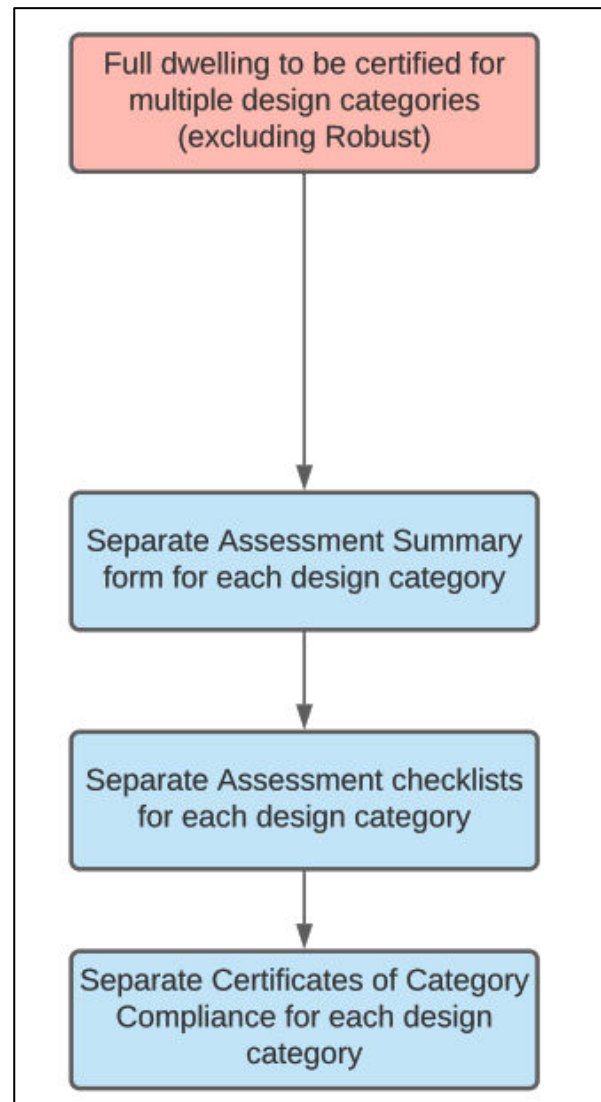 Full dwelling to be certified for
multiple design categories
(excluding Robust)
Separate Assessment Summary
form for each design category
Separate Assessment checklists
for each design category
Separate Certificates of Category
Compliance for each design
category